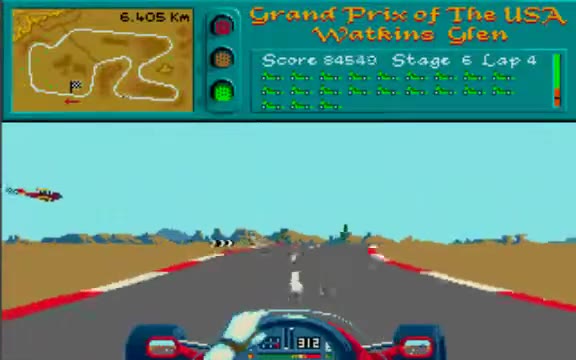 6.405 Km
Grand Prix of The USA
Watkins Glen
Score 84549 Stage 6 Lap 4
312